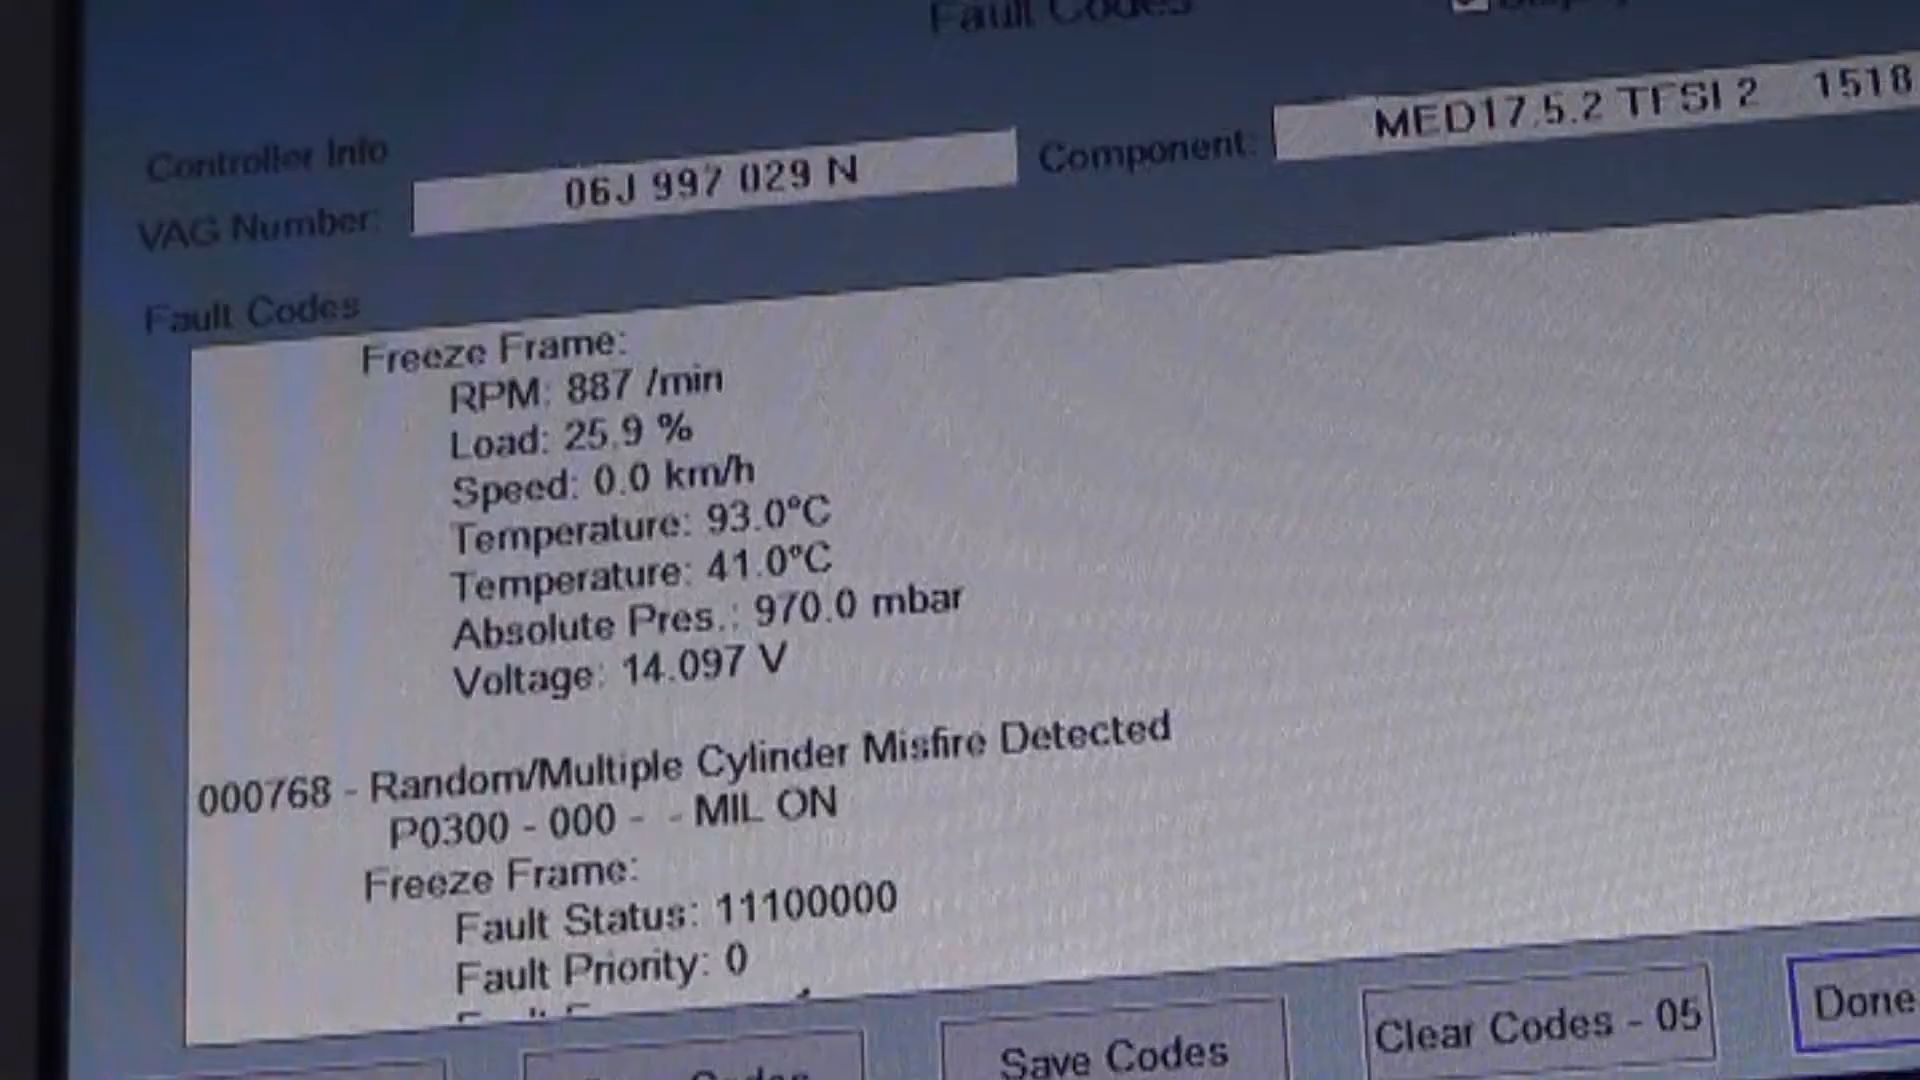 Fault Codes
Controller Info
VAG Number: 06J 997 029 N Component: MED17.5.2 TFSI 2 1518
Fault Codes
Freeze Frame:
RPM: 887 /min
Load: 25.9 %
Speed: 0.0 km/h
Temperature: 93.0°C
Temperature: 41.0°C
Absolute Pres.: 970.0 mbar
Voltage: 14.097 V
000768 - Random/Multiple Cylinder Misfire Detected
P0300 - 000 - - MIL ON
Freeze Frame:
Fault Status: 11100000
Fault Priority: 0
Save Codes
Clear Codes - 05
Done